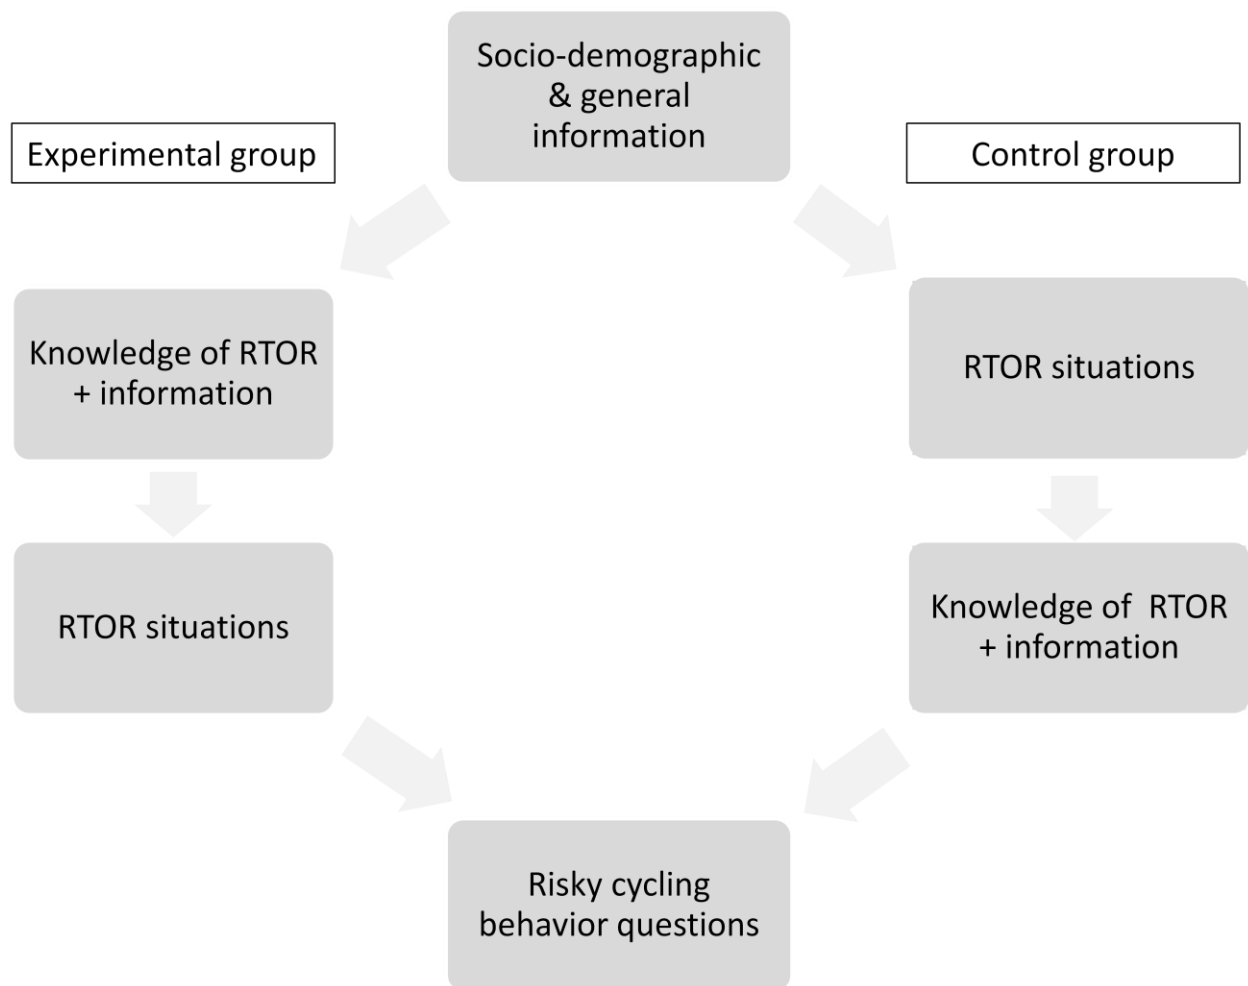 Socio-demographic
& general
information
Experimental group
Control group
Knowledge of RTOR
+ information
RTOR situations
RTOR situations
Knowledge of  RTOR
+ information
Risky cycling
behavior questions